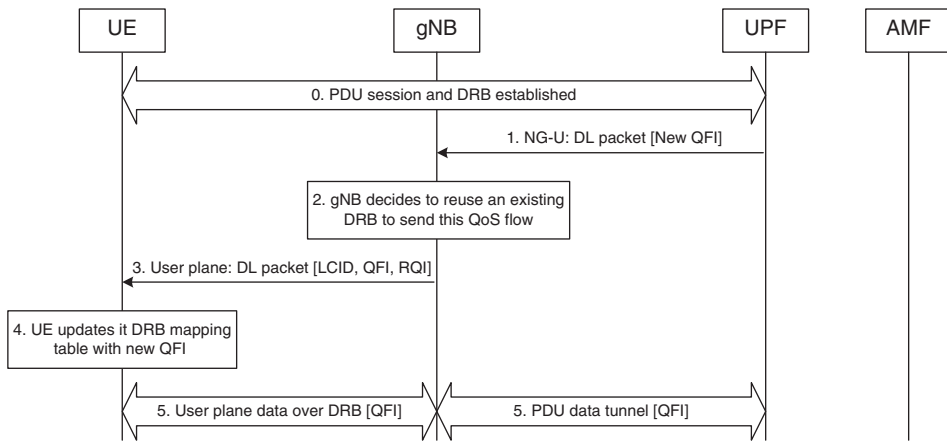 UE
gNB
UPF
AMF
0. PDU session and DRB established
1. NG-U: DL packet [New QFI]
2. gNB decides to reuse an existing
DRB to send this QoS flow
3. User plane: DL packet [LCID, QFI, RQI]
4. UE updates it DRB mapping
table with new QFI
5. User plane data over DRB [QFI]
5. PDU data tunnel [QFI]